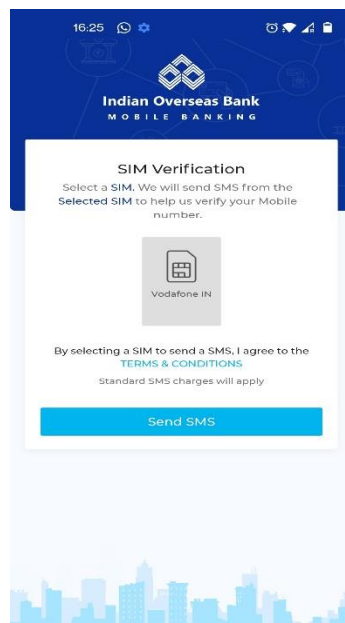 16:25
Indian Overseas Bank
MOBILE BANKING
SIM Verification
Select a SIM. We will send SMS from the
Selected SIM to help us verify your Mobile
number.
Vodafone IN
By selecting a SIM to send a SMS, I agree to the
TERMS & CONDITIONS
Standard SMS charges will apply
Send SMS